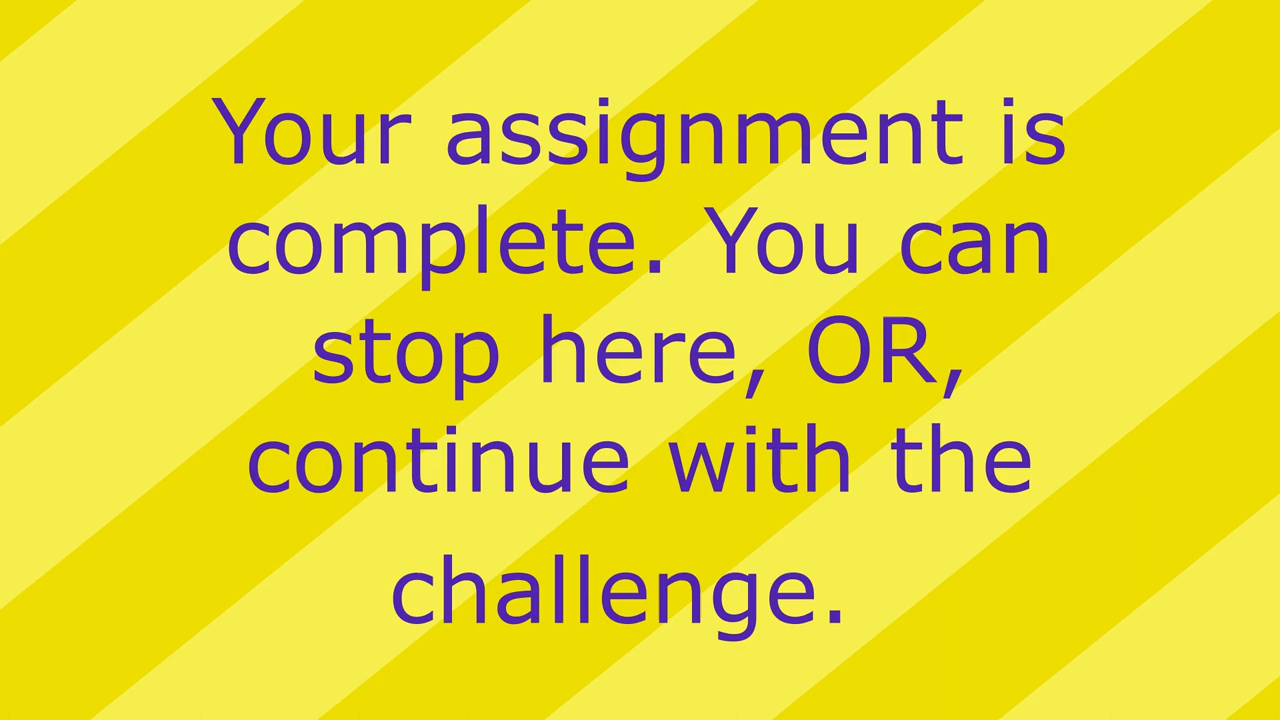 Your assignment is
complete. You can
stop here, OR,
continue with the
challenge.